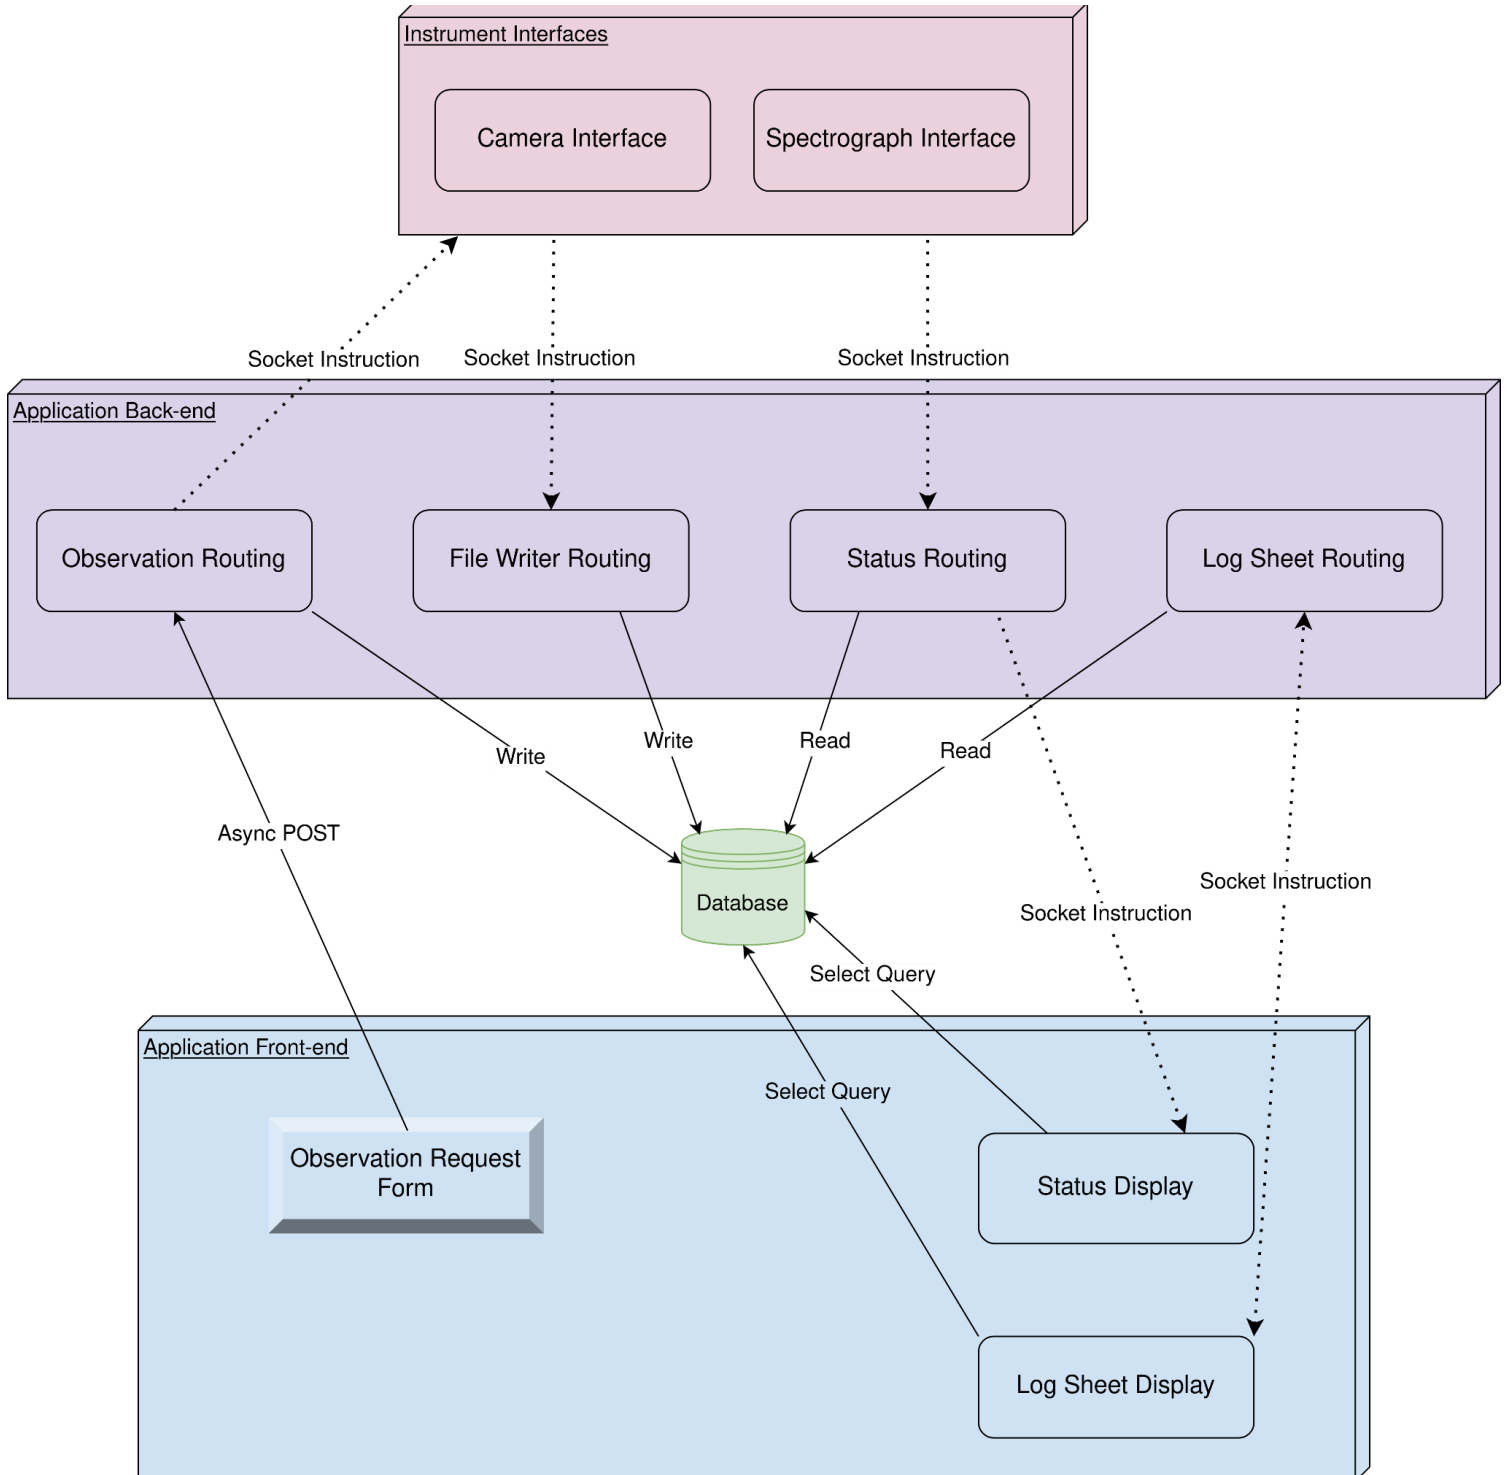 Instrument Interfaces
Camera Interface
Spectrograph Interface
Socket Instruction
Socket Instruction
Socket Instruction
Application Back-end
Observation Routing
File Writer Routing
Status Routing
Log Sheet Routing
Write
Write
Read
Read
Async POST
Database
Socket Instruction
Socket Instruction
Select Query
Application Front-end
Select Query
Observation Request
Form
Status Display
Log Sheet Display